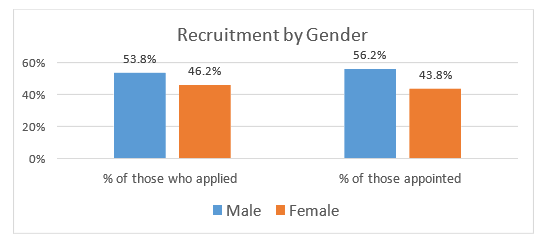 Recruitment by Gender
53.8%
46.2%
56.2%
43.8%
60%
40%
20%
0%
% of those who applied
% of those appointed
Male
Female